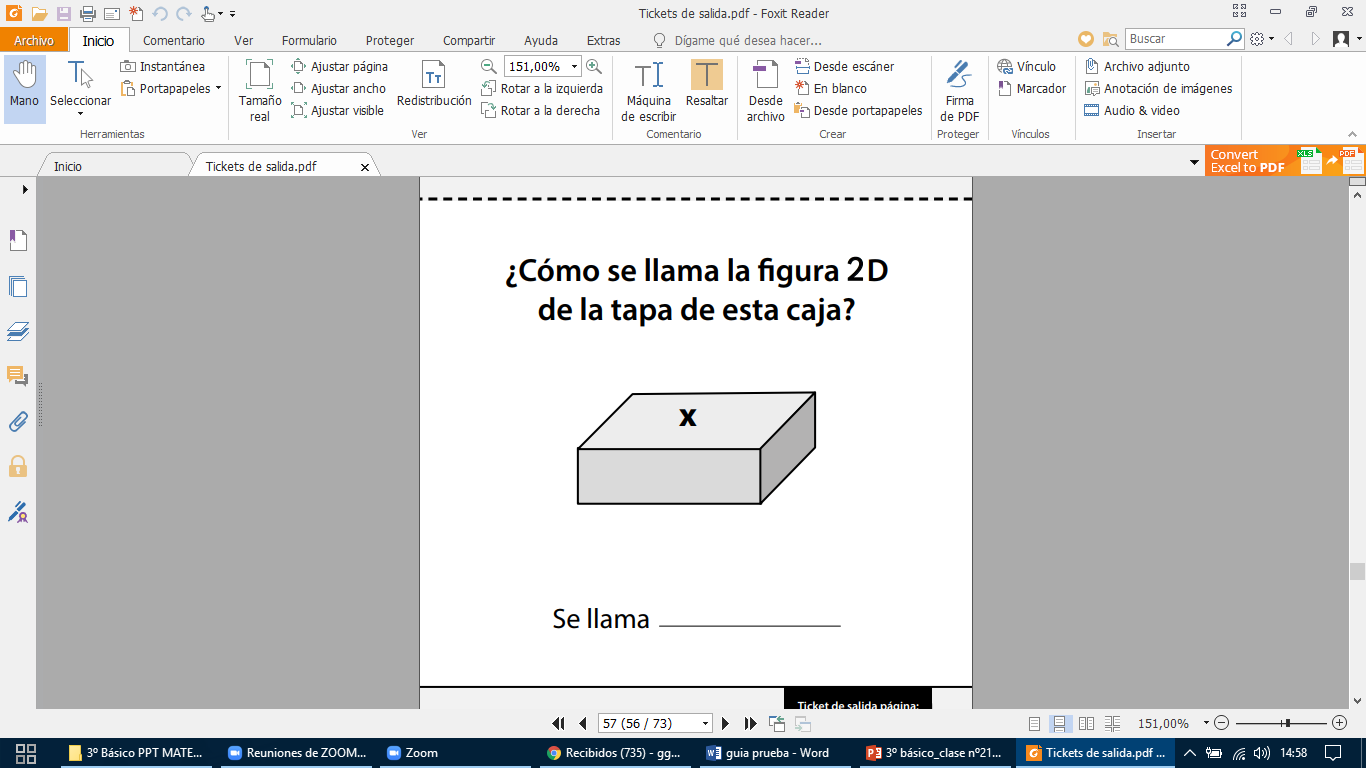 Tickets de salida.pdf - Foxit Reader
Archivo Inicio Comentario Ver Formulario Proteger Compartir Ayuda Extras Dígame qué desea hacer... Buscar
Mano
Seleccionar
Instantánea
Portapapeles
Herramientas
Tamaño
real
Ajustar página
Ajustar ancho
Ajustar visible
Redistribución
151,00%
Rotar a la izquierda
Rotar a la derecha
Ver
Máquina
de escribir
Resaltar
Comentario
Desde
archivo
Desde escáner
En blanco
Desde portapapeles
Crear
Firma
de PDF
Proteger
Vínculo
Marcador
Vínculos
Archivo adjunto
Anotación de imágenes
Audio & video
Insertar
Inicio Tickets de salida.pdf
Convert
Excel to PDF
XLS PDF
¿Cómo se llama la figura 2D
de la tapa de esta caja?
x
Se llama
Ticket de salida página:
57 (56 / 73) 151,00%
3º Básico PPT MATE... Reuniones de ZOOM... Zoom Recibidos (735) - gg... guia prueba - Word 3º básico_clase nº21... Tickets de salida.pdf ... 14:58